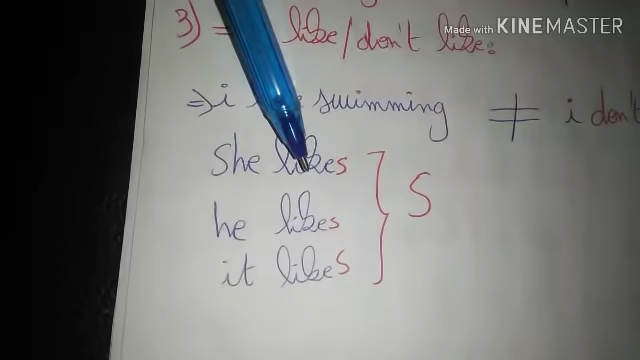 Made with KINEMASTER
3) = like/don't like:
⇒ i swimming ≠ i don't
She likes
he likes } S
it likes